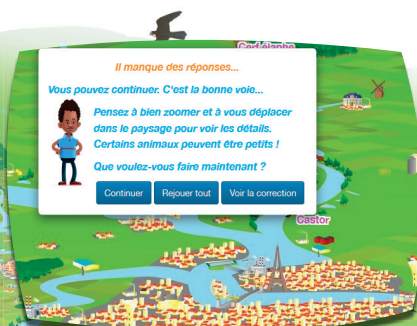 Cerf élaphe
Il manque des réponses...
Vous pouvez continuer. C'est la bonne voie...
Pensez à bien zoomer et à vous déplacer
dans le paysage pour voir les détails.
Certains animaux peuvent être petits !
Que voulez-vous faire maintenant ?
Continuer
Rejouer tout
Voir la correction
Castor